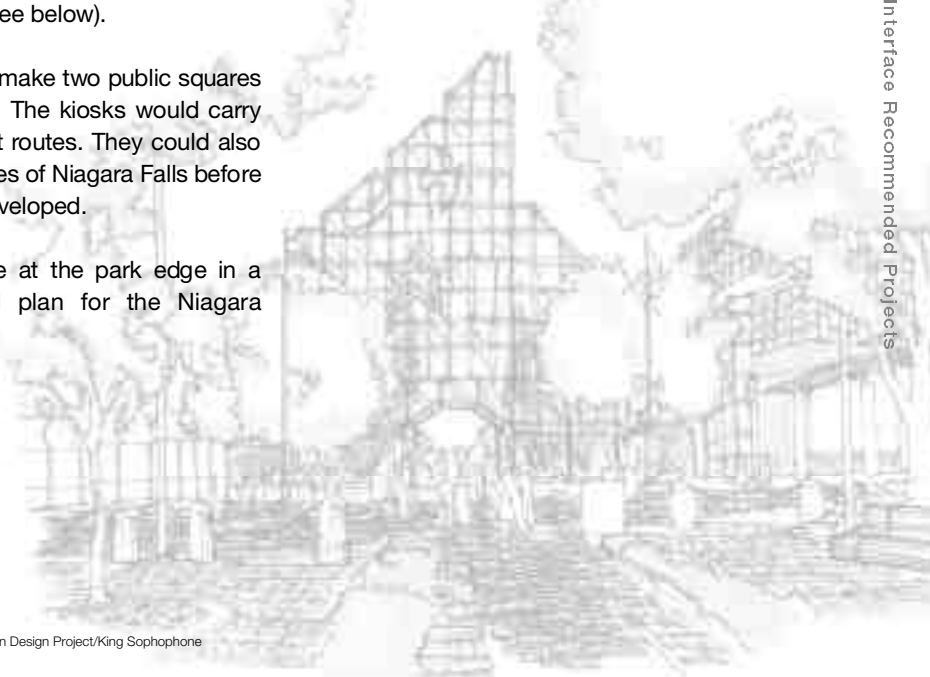 ee below).
make two public squares
The kiosks would carry
t routes. They could also
es of Niagara Falls before
veloped.
e at the park edge in a
plan for the Niagara
n Design Project/King Sophophone
nterface Recommended Projects